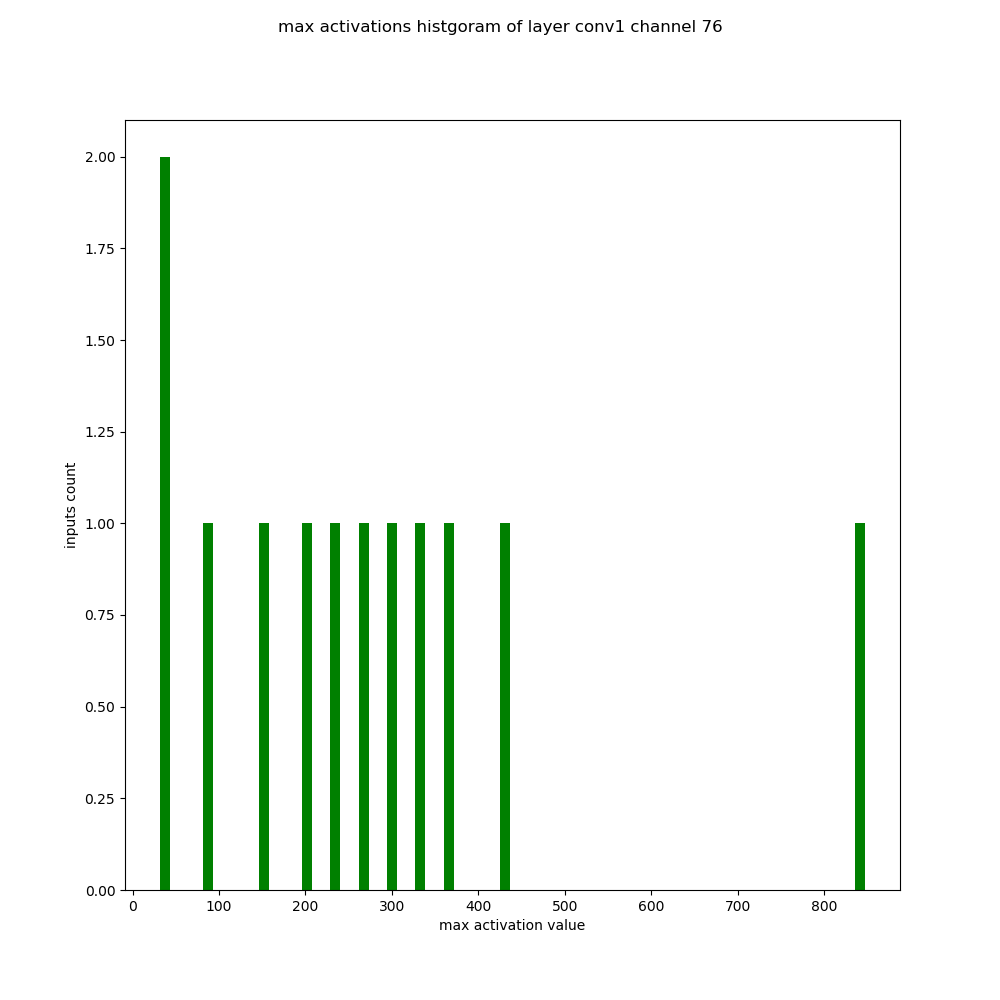 max activations histgoram of layer conv1 channel 76
2.00
1.75
1.50
1.25
1.00
0.75
0.50
0.25
0.00
inputs count
0 100 200 300 400 500 600 700 800
max activation value